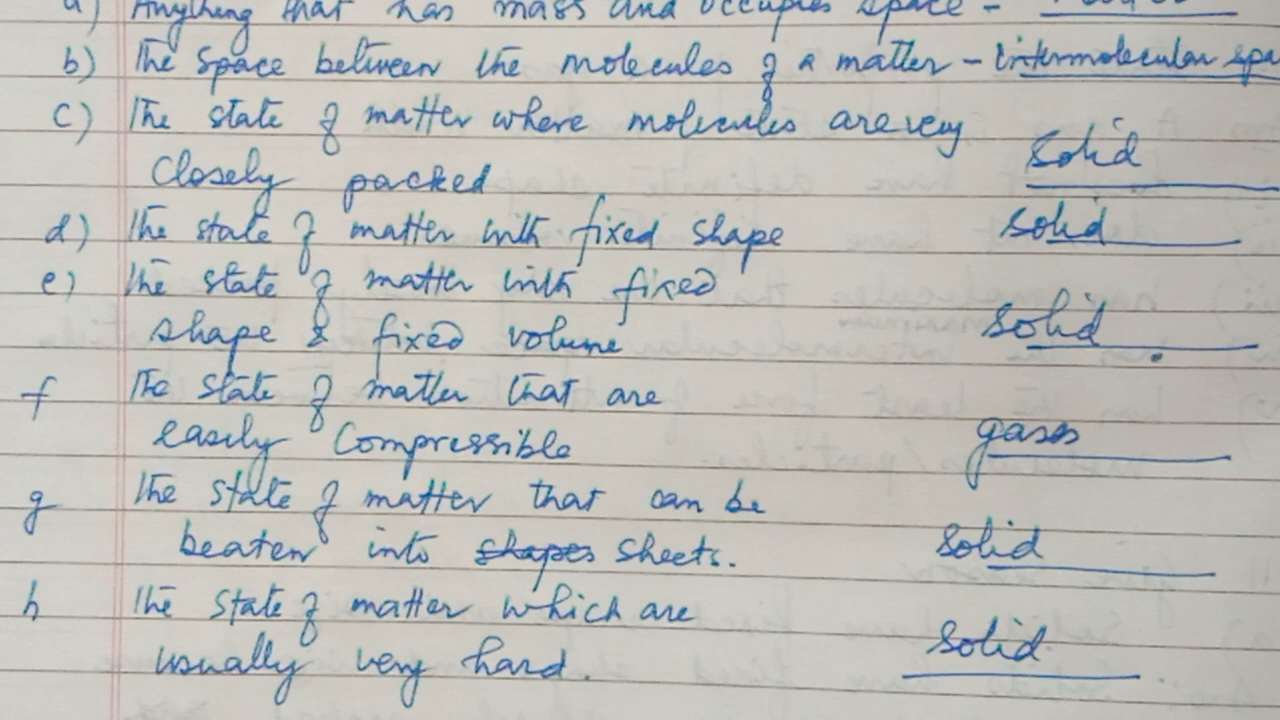 a) Anything that has mass and occupies space -
b) The Space between the molecules of a matter - intermolecular spa
c) The state of matter where molecules are very
closely packed solid
d) The state of matter with fixed shape solid
e) The state of matter with fixed
shape & fixed volume solid
f The state of matter that are
easily compressible gases
g The state of matter that can be
beaten into shapes sheets. solid
h The state of matter which are
usually very hard. solid